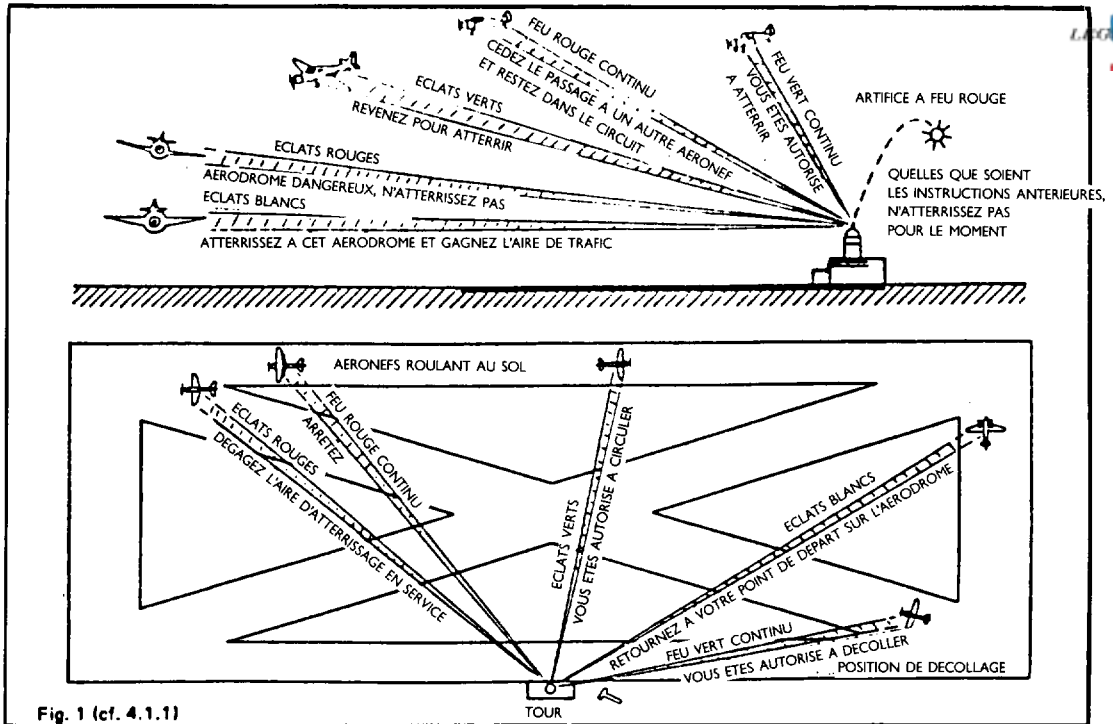 LEG
FEU ROUGE CONTINU
CEDEZ LE PASSAGE A UN AUTRE AERONEF
ET RESTEZ DANS LE CIRCUIT
FEU VERT CONTINU
VOUS ETES AUTORISE
A ATTERRIR
ARTIFICE A FEU ROUGE
ECLATS VERTS
REVENEZ POUR ATTERRIR
ECLATS ROUGES
AERODROME DANGEREUX, N'ATTERRISSEZ PAS
ECLATS BLANCS
ATTERRISSEZ A CET AERODROME ET GAGNEZ L'AIRE DE TRAFIC
QUELLES QUE SOIENT
LES INSTRUCTIONS ANTERIEURES,
N'ATTERRISSEZ PAS
POUR LE MOMENT
AERONEFS ROULANT AU SOL
ECLATS ROUGES
DEGAGEZ L'AIRE D'ATTERRISSAGE EN SERVICE
FEU ROUGE CONTINU
ARRETEZ
ECLATS VERTS
VOUS ETES AUTORISE A CIRCULER
ECLATS BLANCS
RETOURNEZ A VOTRE POINT DE DEPART SUR L'AERODROME
FEU VERT CONTINU
VOUS ETES AUTORISE A DECOLLER
POSITION DE DECOLLAGE
TOUR
Fig. 1 (cf. 4.1.1)